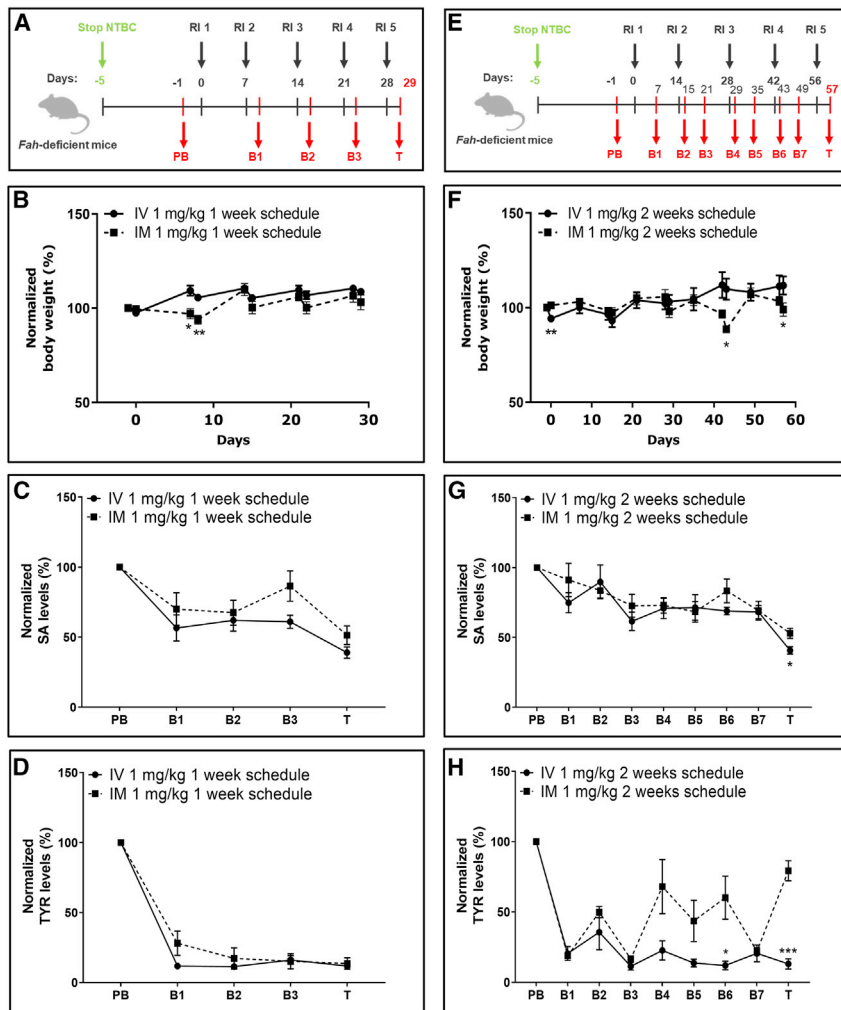 A
Stop NTBC
RI 1
RI 2
RI 3
RI 4
RI 5
Days:
-5
-1
0
7
14
21
28
29
Fah-deficient mice
PB
B1
B2
B3
T
B
IV 1 mg/kg 1 week schedule
IM 1 mg/kg 1 week schedule
Normalized
body weight (%)
150
100
50
*
**
0
10
20
30
Days
C
IV 1 mg/kg 1 week schedule
IM 1 mg/kg 1 week schedule
Normalized
SA levels (%)
150
100
50
0
PB
B1
B2
B3
T
D
IV 1 mg/kg 1 week schedule
IM 1 mg/kg 1 week schedule
Normalized
TYR levels (%)
150
100
50
0
PB
B1
B2
B3
T
E
Stop NTBC
RI 1
RI 2
RI 3
RI 4
RI 5
Days:
-5
-1
0
7
14
15
21
28
29
35
42
43
49
56
57
Fah-deficient mice
PB
B1
B2
B3
B4
B5
B6
B7
T
F
IV 1 mg/kg 2 weeks schedule
IM 1 mg/kg 2 weeks schedule
Normalized
body weight (%)
150
100
50
**
*
*
0
10
20
30
40
50
60
Days
G
IV 1 mg/kg 2 weeks schedule
IM 1 mg/kg 2 weeks schedule
Normalized
SA levels (%)
150
100
50
0
*
PB
B1
B2
B3
B4
B5
B6
B7
T
H
IV 1 mg/kg 2 weeks schedule
IM 1 mg/kg 2 weeks schedule
Normalized
TYR levels (%)
150
100
50
0
*
***
PB
B1
B2
B3
B4
B5
B6
B7
T